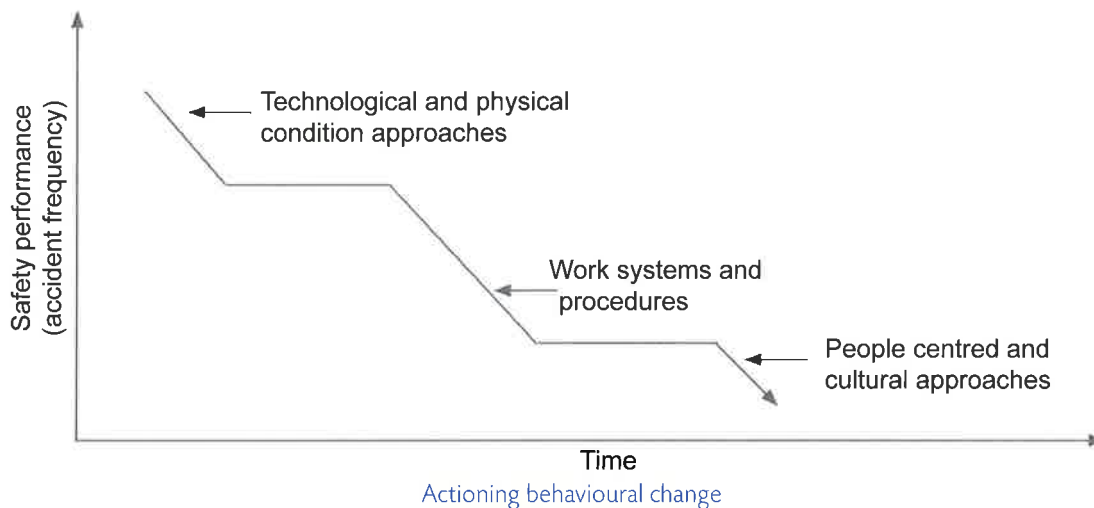 Safety performance
(accident frequency)
Technological and physical
condition approaches
Work systems and
procedures
People centred and
cultural approaches
Time
Actioning behavioural change